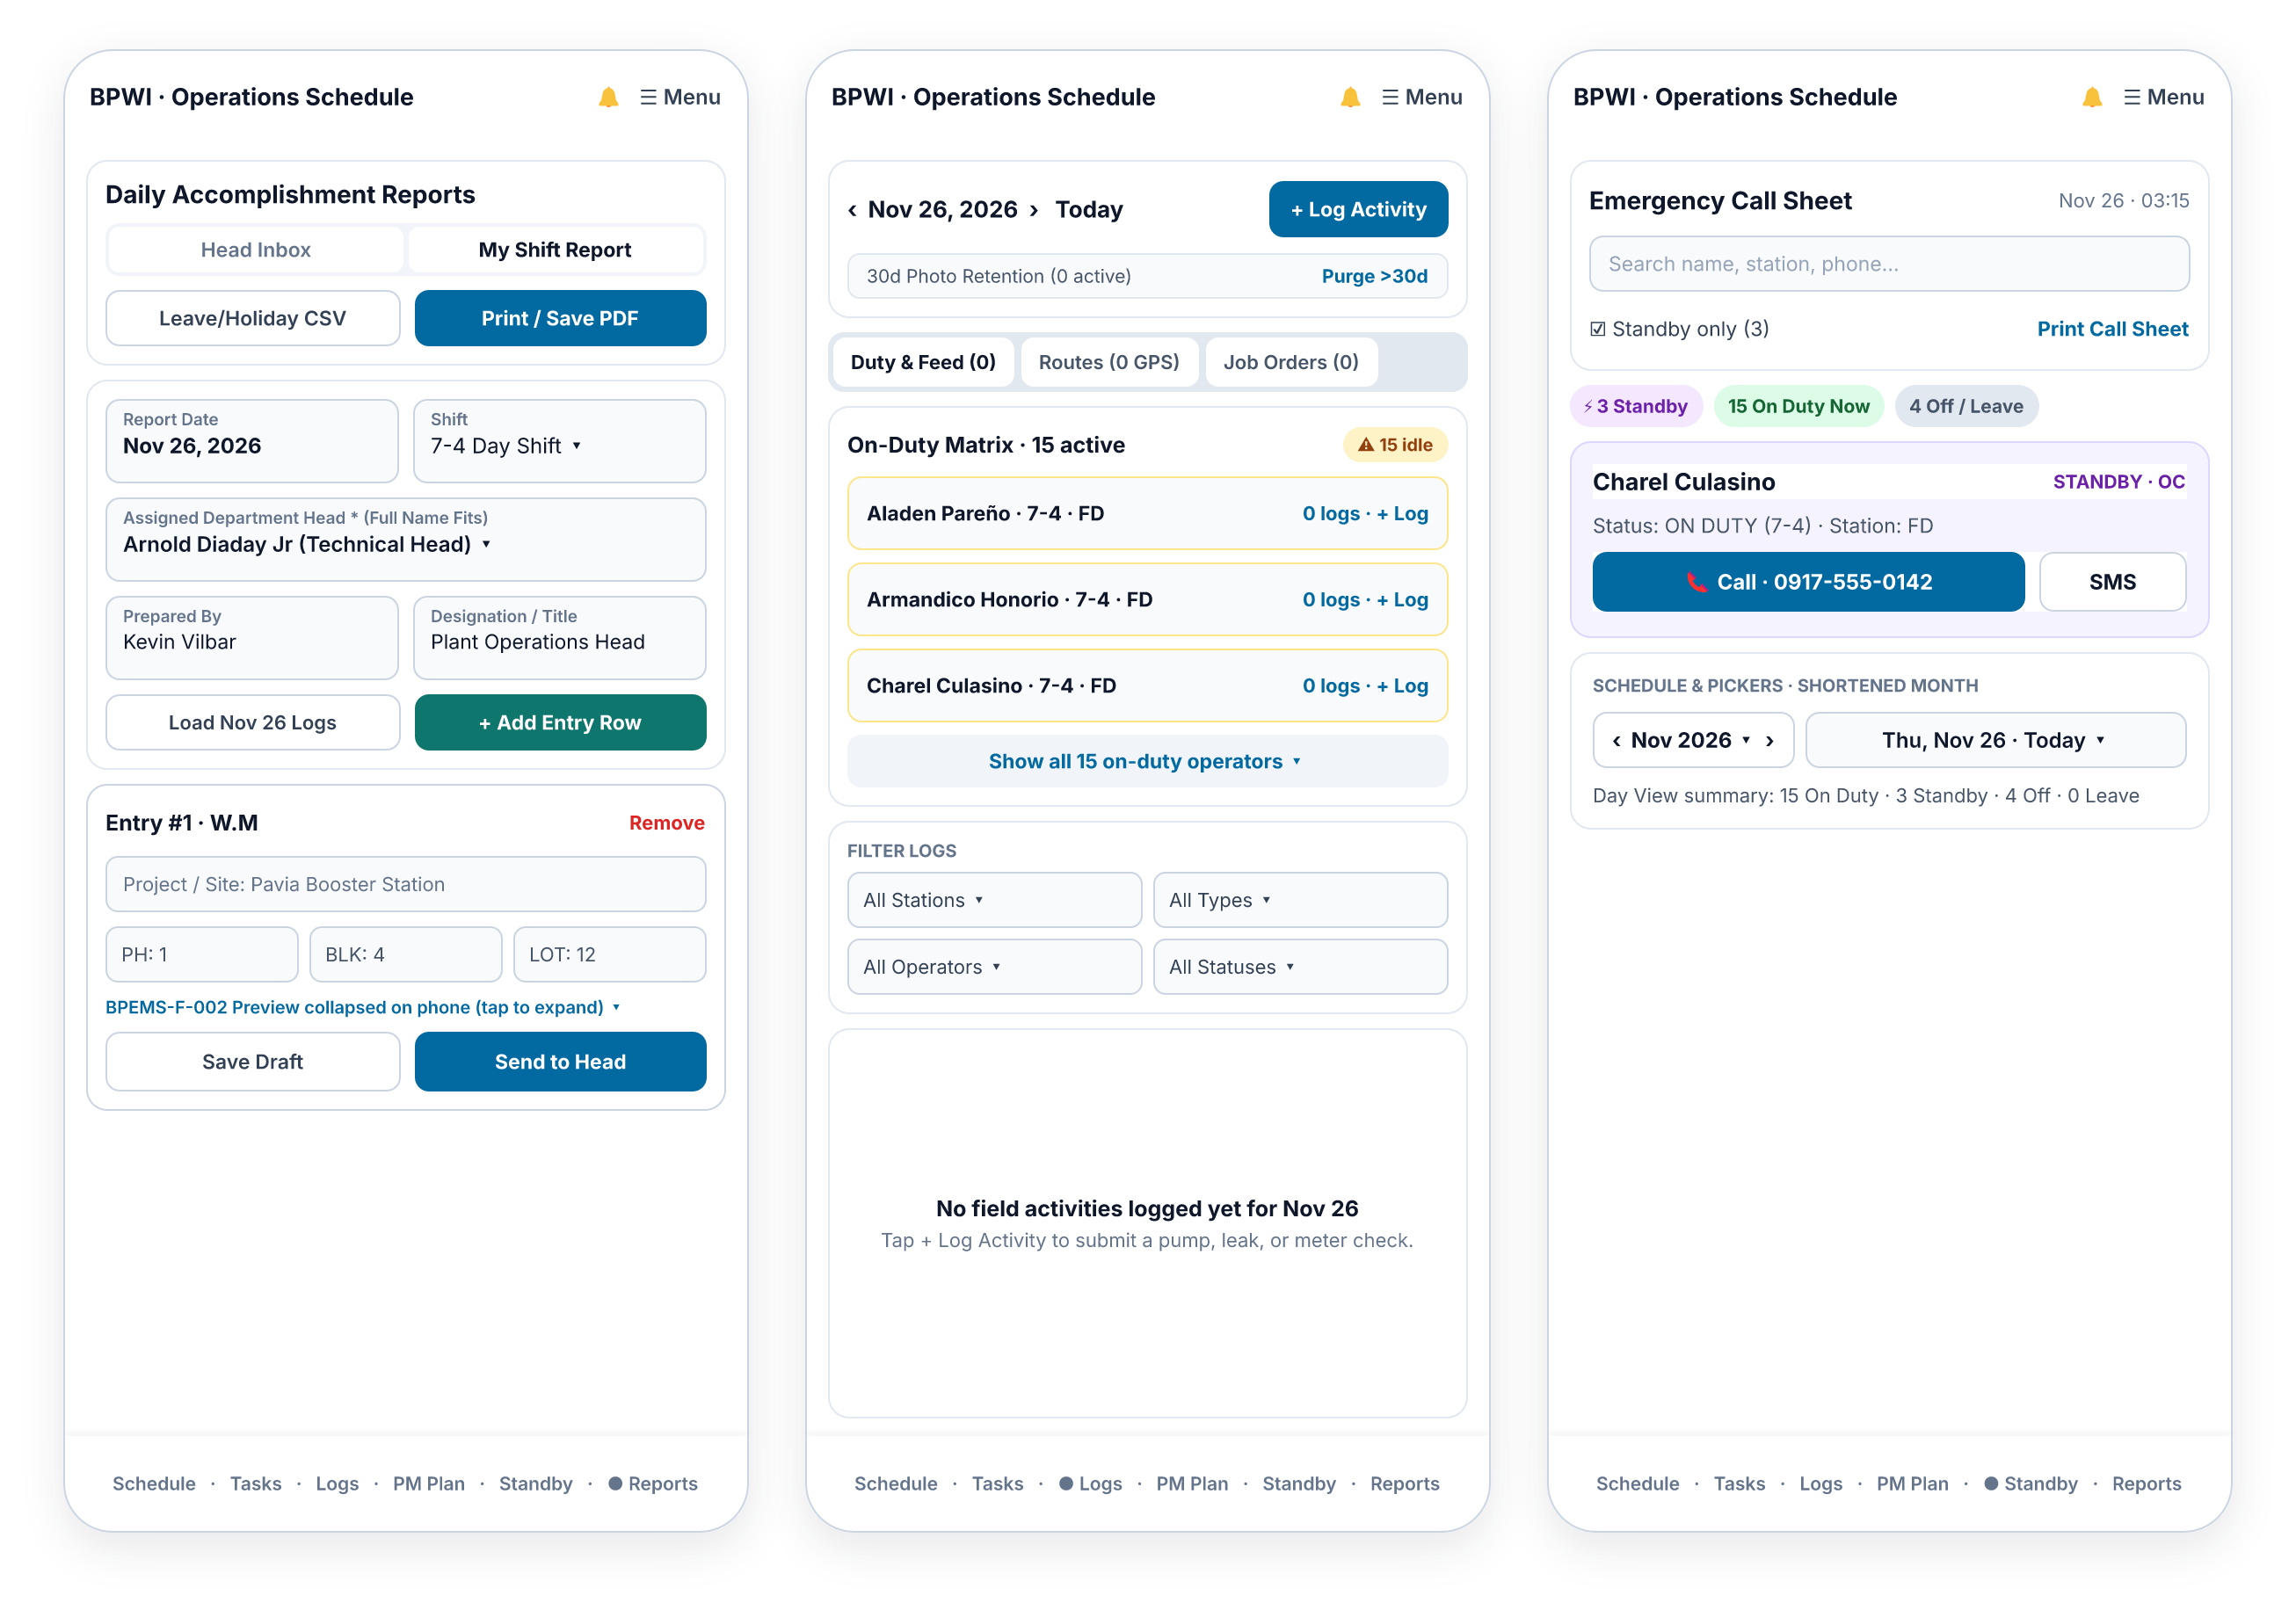 BPWI · Operations Schedule
🔔 ☰ Menu
Daily Accomplishment Reports
Head Inbox
My Shift Report
Leave/Holiday CSV
Print / Save PDF
Report Date
Nov 26, 2026
Shift
7-4 Day Shift ▾
Assigned Department Head * (Full Name Fits)
Arnold Diaday Jr (Technical Head) ▾
Prepared By
Kevin Vilbar
Designation / Title
Plant Operations Head
Load Nov 26 Logs
+ Add Entry Row
Entry #1 · W.M
Remove
Project / Site: Pavia Booster Station
PH: 1
BLK: 4
LOT: 12
BPEMS-F-002 Preview collapsed on phone (tap to expand) ▾
Save Draft
Send to Head
Schedule · Tasks · Logs · PM Plan · Standby · ● Reports
BPWI · Operations Schedule
🔔 ☰ Menu
‹ Nov 26, 2026 › Today
+ Log Activity
30d Photo Retention (0 active)
Purge >30d
Duty & Feed (0)
Routes (0 GPS)
Job Orders (0)
On-Duty Matrix · 15 active
⚠ 15 idle
Aladen Pareño · 7-4 · FD
0 logs · + Log
Armandico Honorio · 7-4 · FD
0 logs · + Log
Charel Culasino · 7-4 · FD
0 logs · + Log
Show all 15 on-duty operators ▾
FILTER LOGS
All Stations ▾
All Types ▾
All Operators ▾
All Statuses ▾
No field activities logged yet for Nov 26
Tap + Log Activity to submit a pump, leak, or meter check.
Schedule · Tasks · ● Logs · PM Plan · Standby · Reports
BPWI · Operations Schedule
🔔 ☰ Menu
Emergency Call Sheet
Nov 26 · 03:15
Search name, station, phone...
☑ Standby only (3)
Print Call Sheet
⚡ 3 Standby
15 On Duty Now
4 Off / Leave
Charel Culasino
STANDBY · OC
Status: ON DUTY (7-4) · Station: FD
📞 Call · 0917-555-0142
SMS
SCHEDULE & PICKERS · SHORTENED MONTH
‹ Nov 2026 ▾ ›
Thu, Nov 26 · Today ▾
Day View summary: 15 On Duty · 3 Standby · 4 Off · 0 Leave
Schedule · Tasks · Logs · PM Plan · ● Standby · Reports